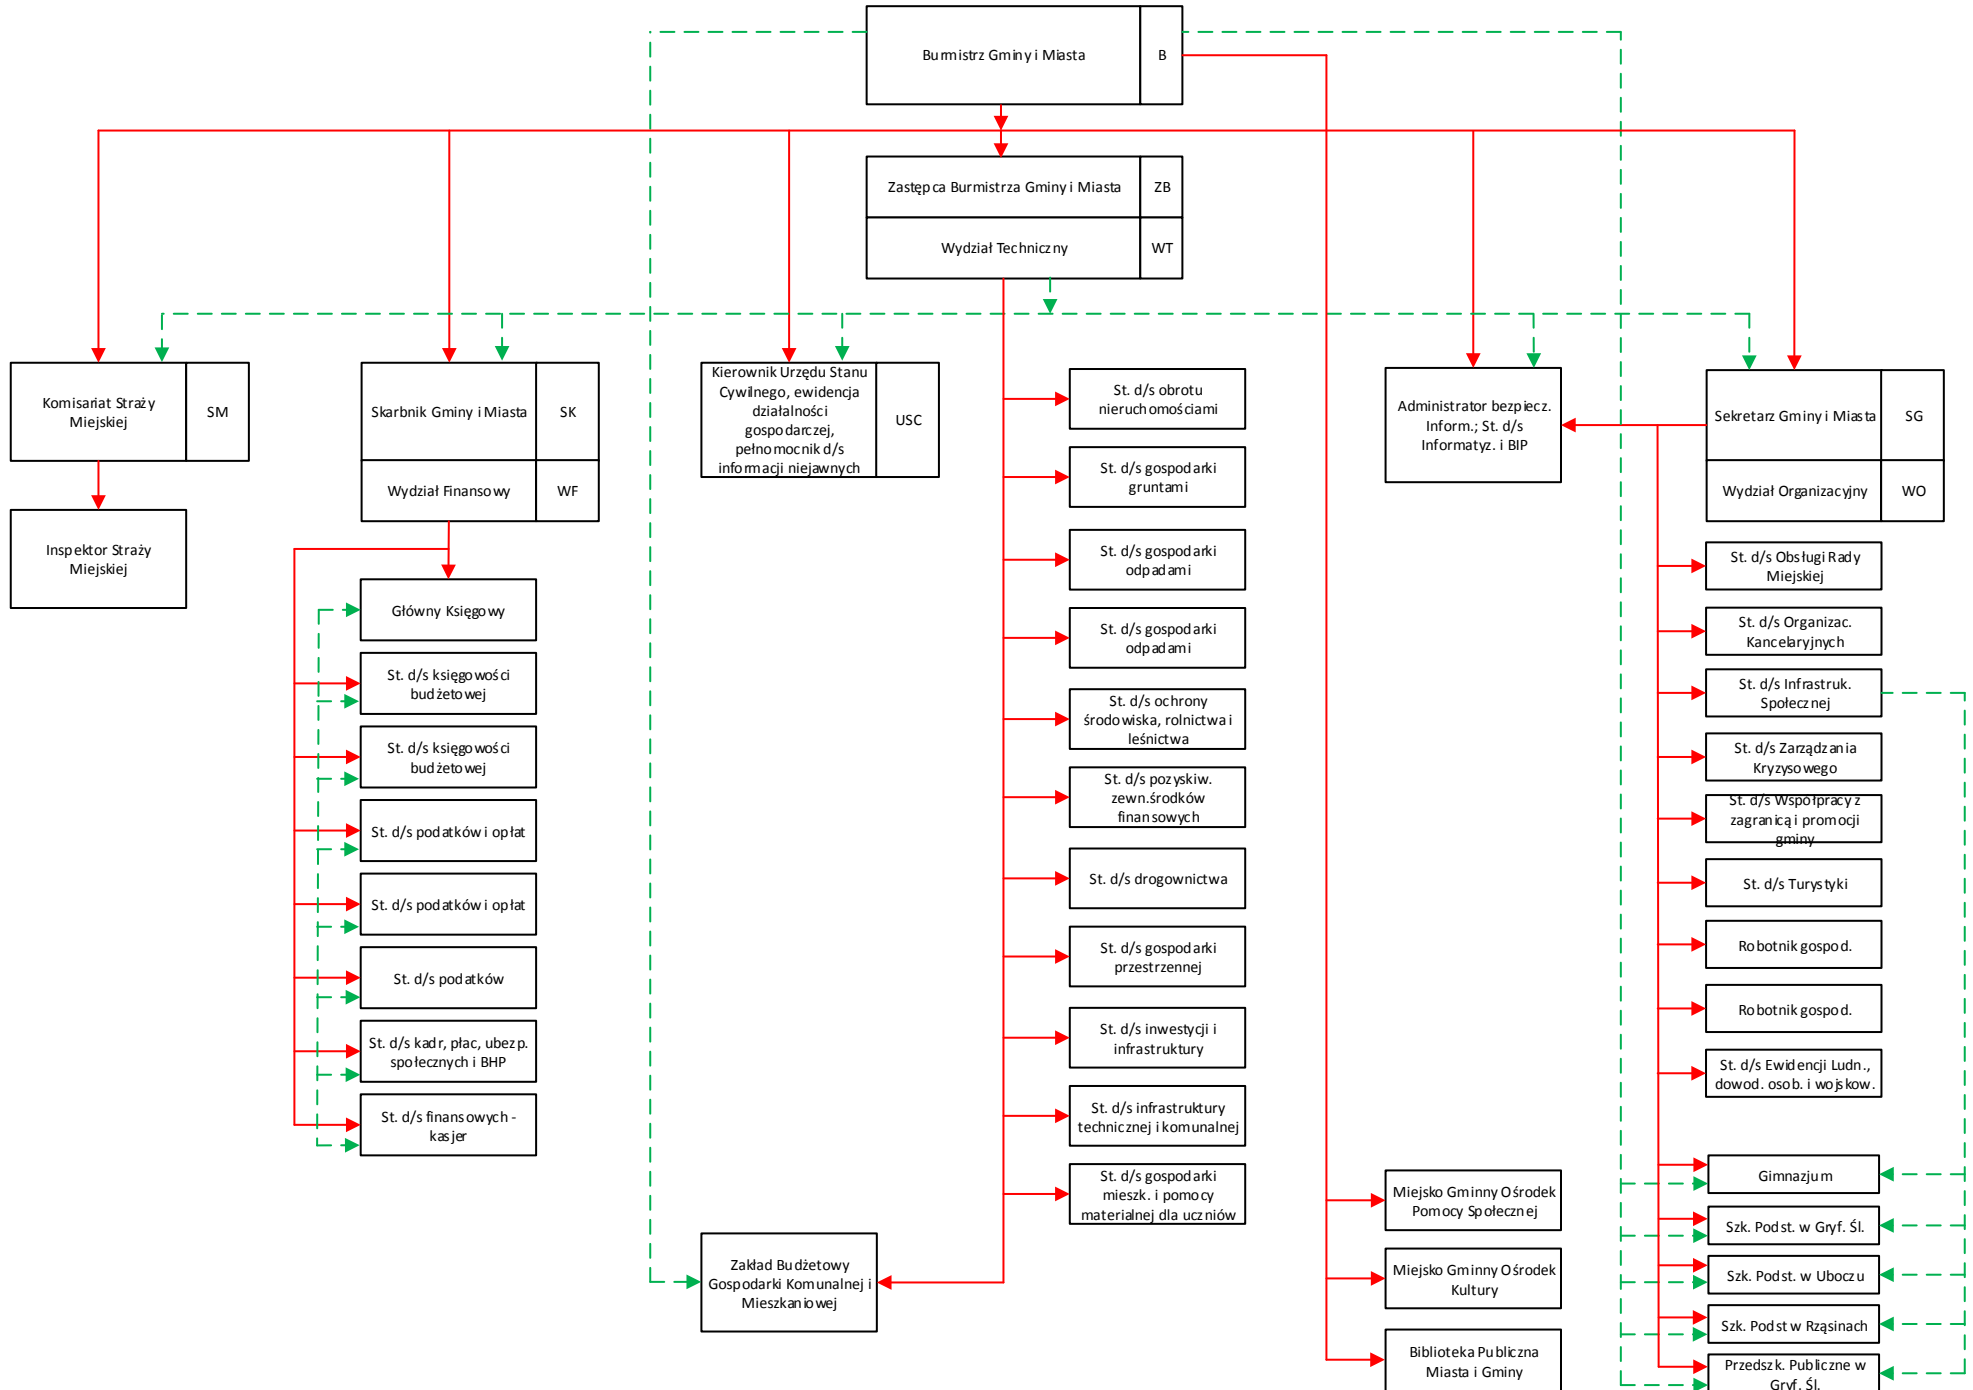 Burmistrz Gminy i Miasta
B
Zastępca Burmistrza Gminy i Miasta
ZB
Wydział Techniczny
WT
Komisariat Straży
Miejskiej
SM
Inspektor Straży
Miejskiej
Skarbnik Gminy i Miasta
SK
Wydział Finansowy
WF
Główny Księgowy
St. d/s księgowości
budżetowej
St. d/s księgowości
budżetowej
St. d/s podatków i opłat
St. d/s podatków i opłat
St. d/s podatków
St. d/s kadr, płac, ubezp.
społecznych i BHP
St. d/s finansowych -
kasjer
Kierownik Urzędu Stanu
Cywilnego, ewidencja
działalności
gospodarczej,
pełnomocnik d/s
informacji niejawnych
USC
Zakład Budżetowy
Gospodarki Komunalnej i
Mieszkaniowej
St. d/s obrotu
nieruchomościami
St. d/s gospodarki
gruntami
St. d/s gospodarki
odpadami
St. d/s gospodarki
odpadami
St. d/s ochrony
środowiska, rolnictwa i
leśnictwa
St. d/s pozyskiw.
zewn.środków
finansowych
St. d/s drogownictwa
St. d/s gospodarki
przestrzennej
St. d/s inwestycji i
infrastruktury
St. d/s infrastruktury
technicznej i komunalnej
St. d/s gospodarki
mieszk. i pomocy
materialnej dla uczniów
Administrator bezpiecz.
Inform.; St. d/s
Informatyz. i BIP
Miejsko Gminny Ośrodek
Pomocy Społecznej
Miejsko Gminny Ośrodek
Kultury
Biblioteka Publiczna
Miasta i Gminy
Sekretarz Gminy i Miasta
SG
Wydział Organizacyjny
WO
St. d/s Obsługi Rady
Miejskiej
St. d/s Organizac.
Kancelaryjnych
St. d/s Infrastruk.
Społecznej
St. d/s Zarządzania
Kryzysowego
St. d/s Współpracy z
zagranicą i promocji
gminy
St. d/s Turystyki
Robotnik gospod.
Robotnik gospod.
St. d/s Ewidencji Ludn.,
dowod. osob. i wojskow.
Gimnazjum
Szk. Podst. w Gryf. Śl.
Szk. Podst. w Uboczu
Szk. Podst w Rząsinach
Przedszk. Publiczne w
Gryf. Śl.